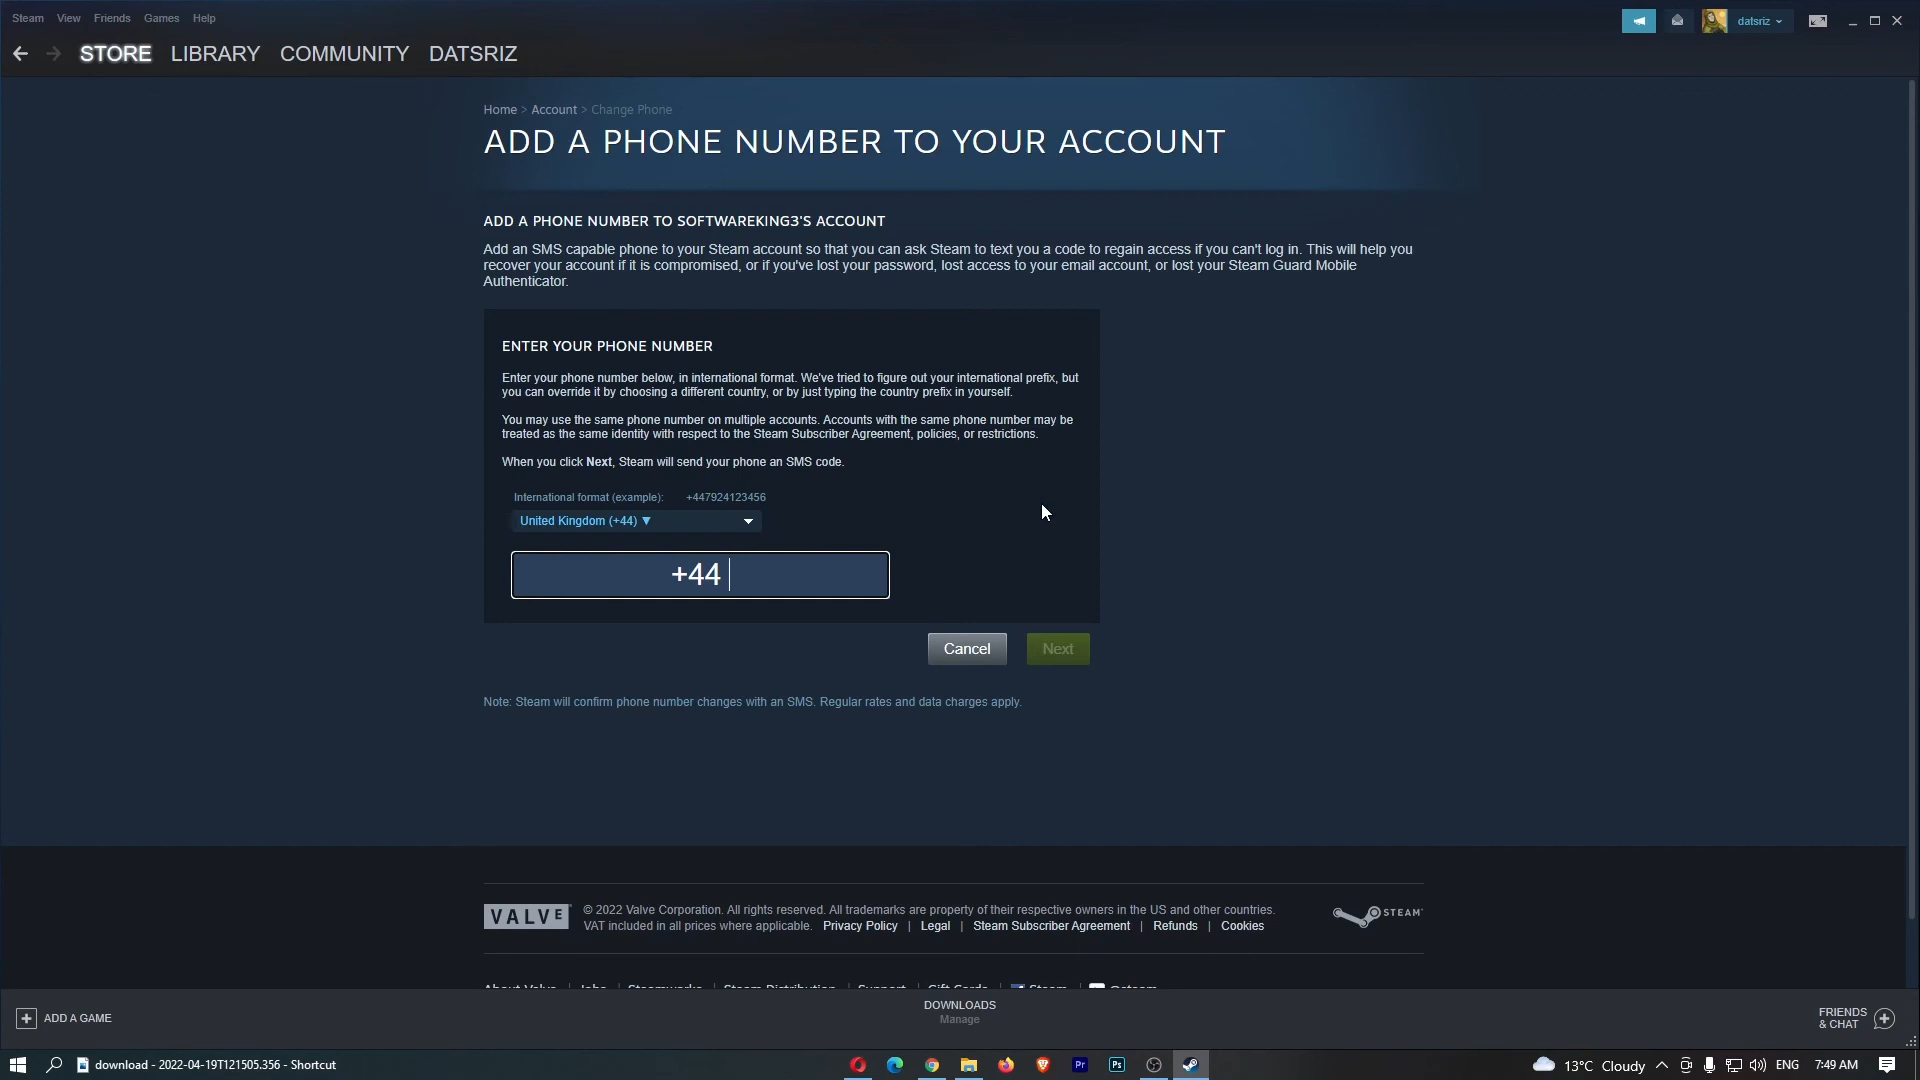 Steam View Friends Games Help
datsriz
STORE LIBRARY COMMUNITY DATSRIZ
Home > Account > Change Phone
ADD A PHONE NUMBER TO YOUR ACCOUNT
ADD A PHONE NUMBER TO SOFTWAREKING3'S ACCOUNT
Add an SMS capable phone to your Steam account so that you can ask Steam to text you a code to regain access if you can't log in. This will help you
recover your account if it is compromised, or if you've lost your password, lost access to your email account, or lost your Steam Guard Mobile
Authenticator.
ENTER YOUR PHONE NUMBER
Enter your phone number below, in international format. We've tried to figure out your international prefix, but
you can override it by choosing a different country, or by just typing the country prefix in yourself.
You may use the same phone number on multiple accounts. Accounts with the same phone number may be
treated as the same identity with respect to the Steam Subscriber Agreement, policies, or restrictions.
When you click Next, Steam will send your phone an SMS code.
International format (example): +447924123456
United Kingdom (+44) ▼
+44
Cancel Next
Note: Steam will confirm phone number changes with an SMS. Regular rates and data charges apply.
VALVE © 2022 Valve Corporation. All rights reserved. All trademarks are property of their respective owners in the US and other countries.
VAT included in all prices where applicable. Privacy Policy | Legal | Steam Subscriber Agreement | Refunds | Cookies
STEAM
About Valve | Jobs | Steamworks | Steam Distribution | Support | Gift Cards | Steam | @steam
+ ADD A GAME
DOWNLOADS
Manage
FRIENDS
& CHAT
download - 2022-04-19T121505.356 - Shortcut
Pr Ps
13°C Cloudy ENG 7:49 AM